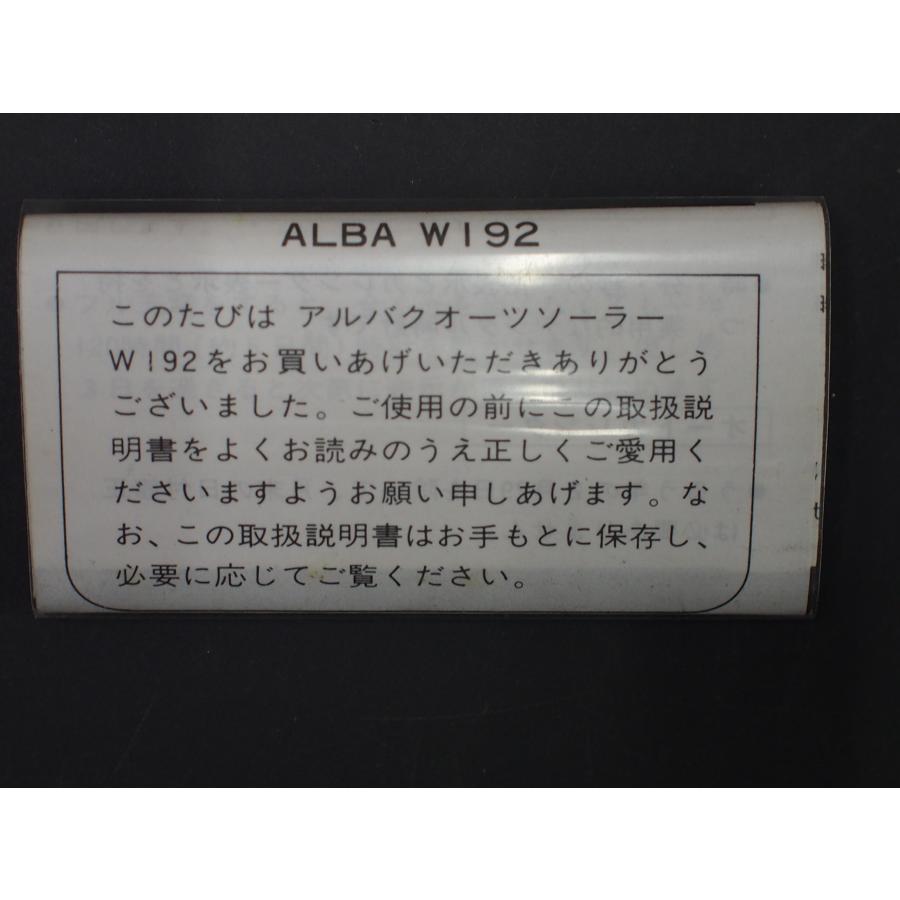 ALBA W192
このたびは アルバクオーツソーラー
W192をお買いあげいただきありがとう
ございました。ご使用の前にこの取扱説
明書をよくお読みのうえ正しくご愛用く
ださいますようお願い申しあげます。な
お、この取扱説明書はお手もとに保存し、
必要に応じてご覧ください。